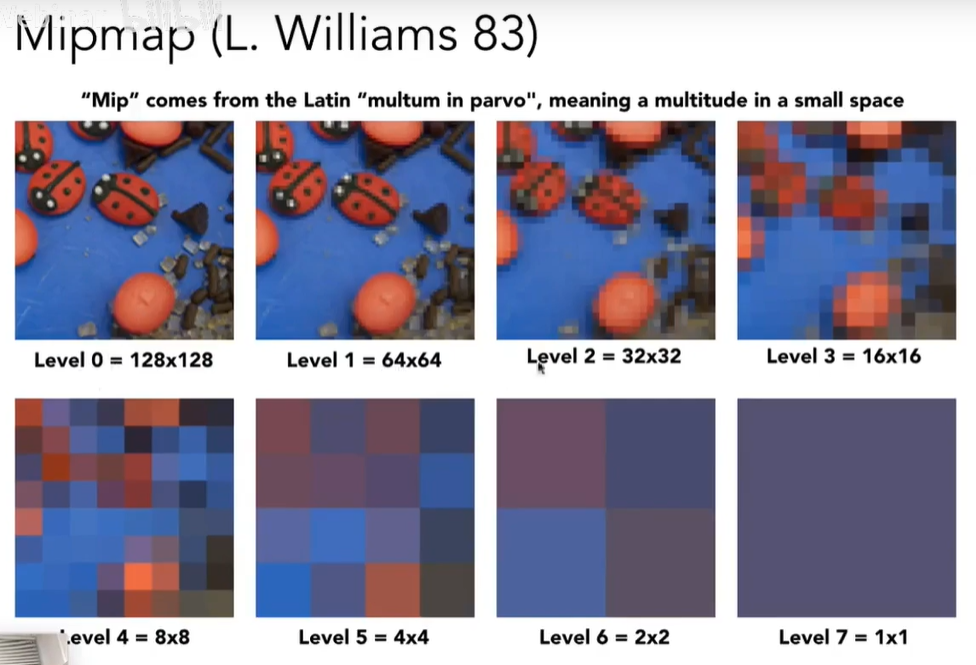 Mipmap (L. Williams 83)
“Mip” comes from the Latin “multum in parvo", meaning a multitude in a small space
Level 0 = 128x128
Level 1 = 64x64
Level 2 = 32x32
Level 3 = 16x16
Level 4 = 8x8
Level 5 = 4x4
Level 6 = 2x2
Level 7 = 1x1